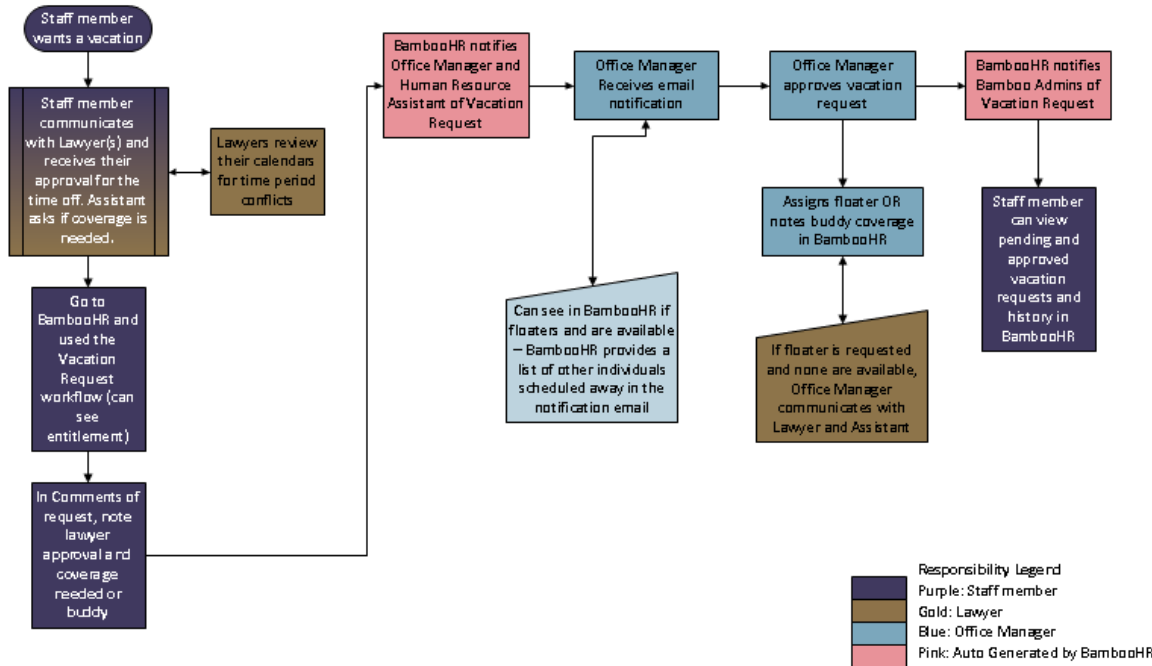 Staff member
wants a vacation
Staff member
communicates
with Lawyer(s) and
receives their
approval for the
time off. Assistant
asks if coverage is
needed.
Lawyers review
their calendars
for time period
conflicts
Go to
BambooHR and
used the
Vacation
Request
workflow (can
see
entitlement)
In Comments of
request, note
lawyer
approval and
coverage
needed or
buddy
BambooHR notifies
Office Manager and
Human Resource
Assistant of Vacation
Request
Office Manager
Receives email
notification
Office Manager
approves vacation
request
BambooHR notifies
Bamboo Admins of
Vacation Request
Assigns floater OR
notes buddy coverage
in BambooHR
Staff member
can view
pending and
approved
vacation
requests and
history in
BambooHR
Can see in BambooHR if
floaters and are available
– BambooHR provides a
list of other individuals
scheduled away in the
notification email
If floater is requested
and none are available,
Office Manager
communicates with
Lawyer and Assistant
Responsibility Legend
Purple: Staff member
Gold: Lawyer
Blue: Office Manager
Pink: Auto Generated by BambooHR